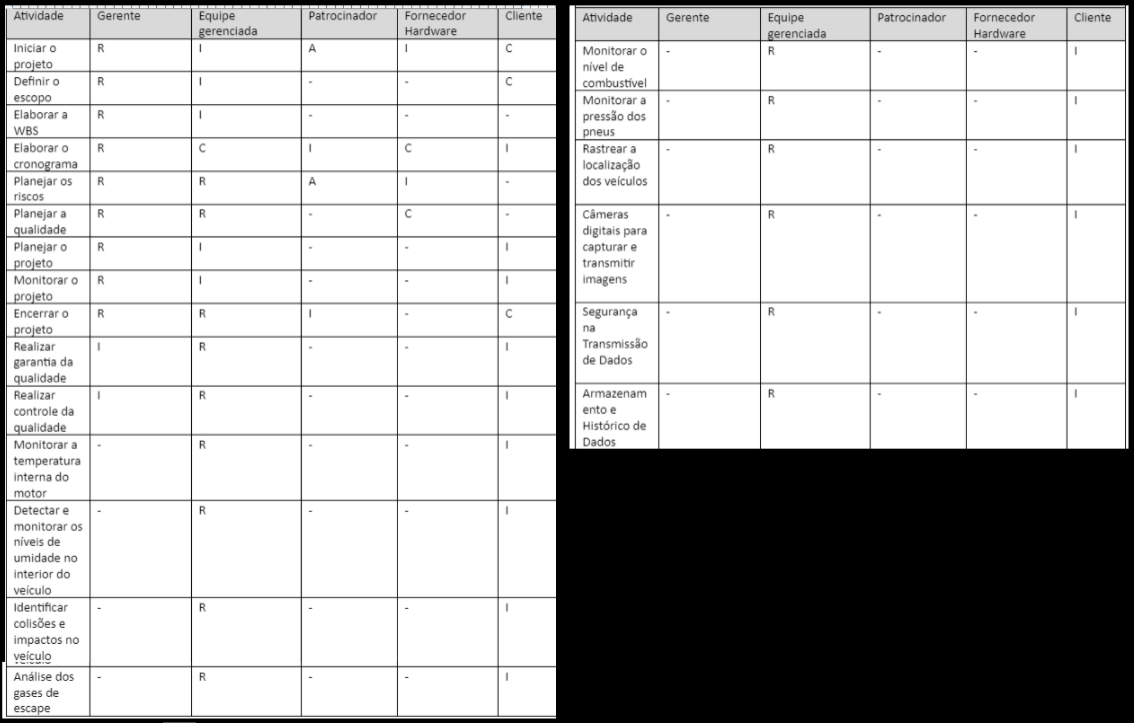 Atividade Gerente Equipe gerenciada Patrocinador Fornecedor Hardware Cliente
Iniciar o projeto R I A I C
Definir o escopo R I - - C
Elaborar a WBS R I - - -
Elaborar o cronograma R C I C I
Planejar os riscos R R A I -
Planejar a qualidade R R - C -
Planejar o projeto R I - - I
Monitorar o projeto R I - - I
Encerrar o projeto R R I - C
Realizar garantia da qualidade I R - - I
Realizar controle da qualidade I R - - I
Monitorar a temperatura interna do motor - R - - I
Detectar e monitorar os níveis de umidade no interior do veículo - R - - I
Identificar colisões e impactos no veículo - R - - I
Análise dos gases de escape - R - - I
Atividade Gerente Equipe gerenciada Patrocinador Fornecedor Hardware Cliente
Monitorar o nível de combustível - R - - I
Monitorar a pressão dos pneus - R - - I
Rastrear a localização dos veículos - R - - I
Câmeras digitais para capturar e transmitir imagens - R - - I
Segurança na Transmissão de Dados - R - - I
Armazenam ento e Histórico de Dados - R - - I